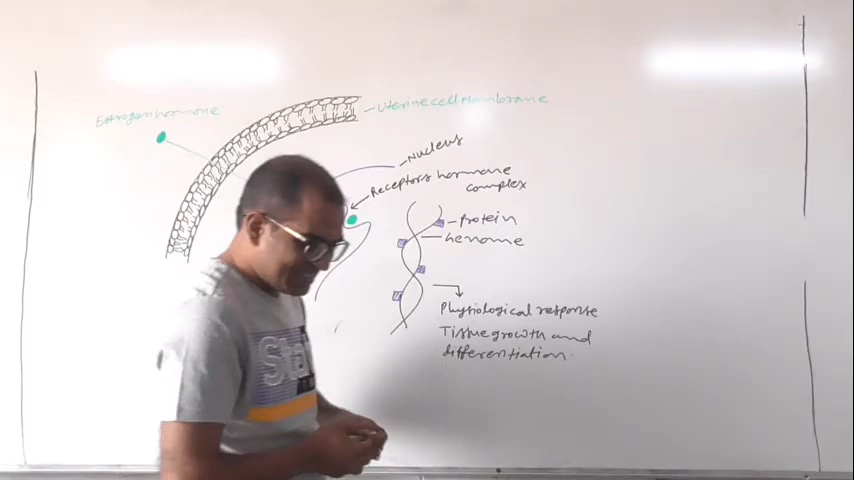 Estrogen hormone
Uterine cell Membrane
Nucleus
Receptors hormone
complex
Protein
Genome
Physiological response
Tissue growth and
differentiation.